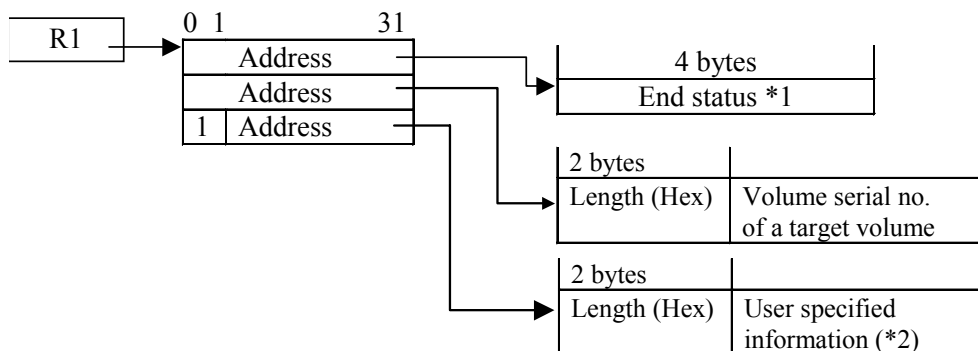 R1
0 1 31
Address
Address
1 Address
4 bytes
End status *1
2 bytes
Length (Hex) Volume serial no.
of a target volume
2 bytes
Length (Hex) User specified
information (*2)